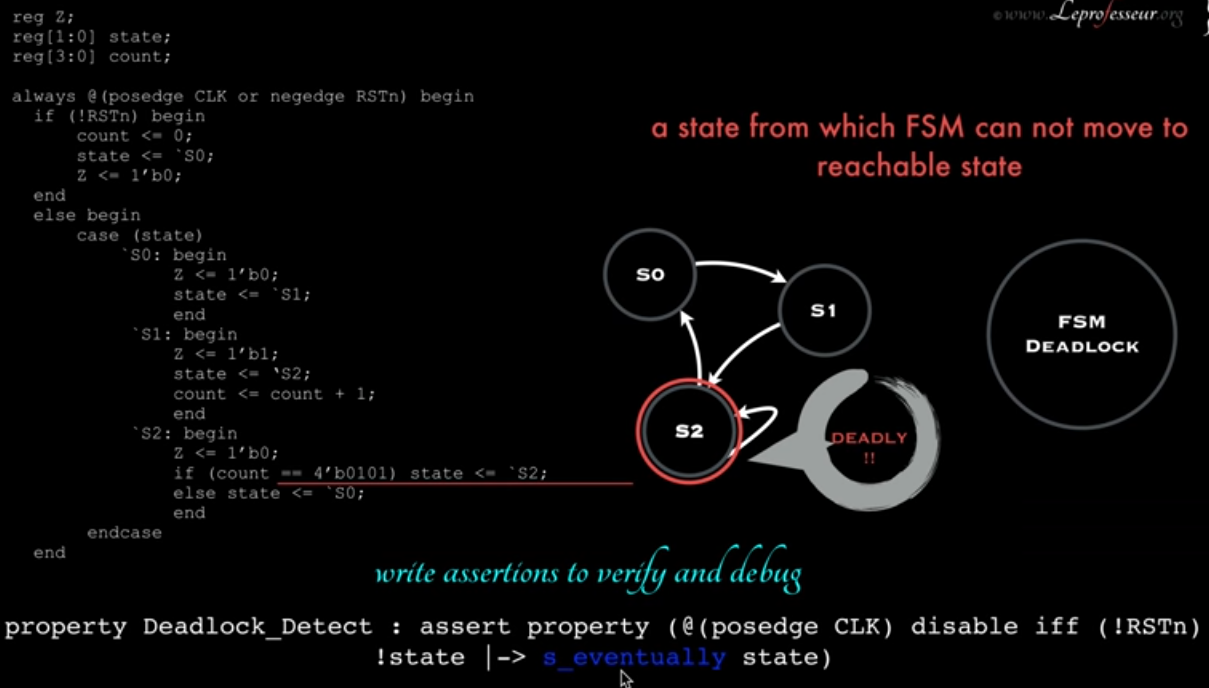 reg Z;
reg[1:0] state;
reg[3:0] count;
always @(posedge CLK or negedge RSTn) begin
if (!RSTn) begin
count <= 0;
state <= `S0;
Z <= 1'b0;
end
else begin
case (state)
`S0: begin
Z <= 1'b0;
state <= `S1;
end
`S1: begin
Z <= 1'b1;
state <= `S2;
count <= count + 1;
end
`S2: begin
Z <= 1'b0;
if (count == 4'b0101) state <= `S2;
else state <= `S0;
end
endcase
end
©www.Leprofesseur.org
a state from which FSM can not move to
reachable state
S0
S1
S2
DEADLY
!!
FSM
DEADLOCK
write assertions to verify and debug
property Deadlock_Detect : assert property (@(posedge CLK) disable iff (!RSTn)
!state |-> s_eventually state)